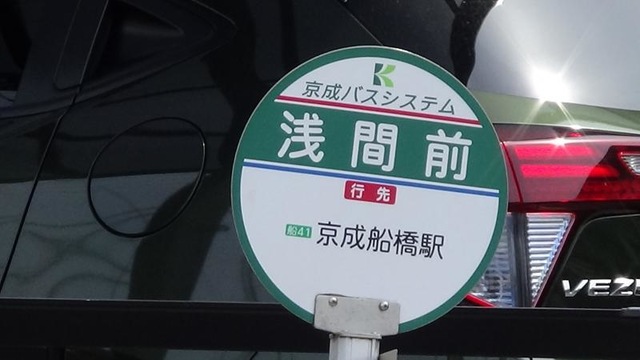 京成バスシステム
浅間前
行先
船41 京成船橋駅
VEZE